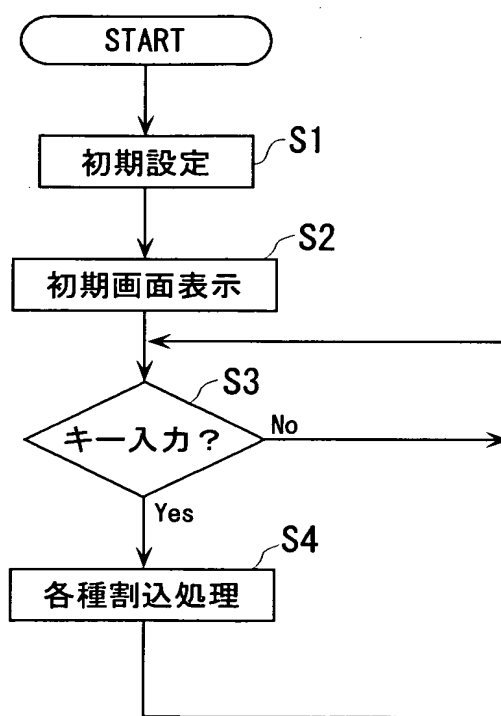 START
S1
初期設定
S2
初期画面表示
S3
キー入力？
No
Yes
S4
各種割込処理